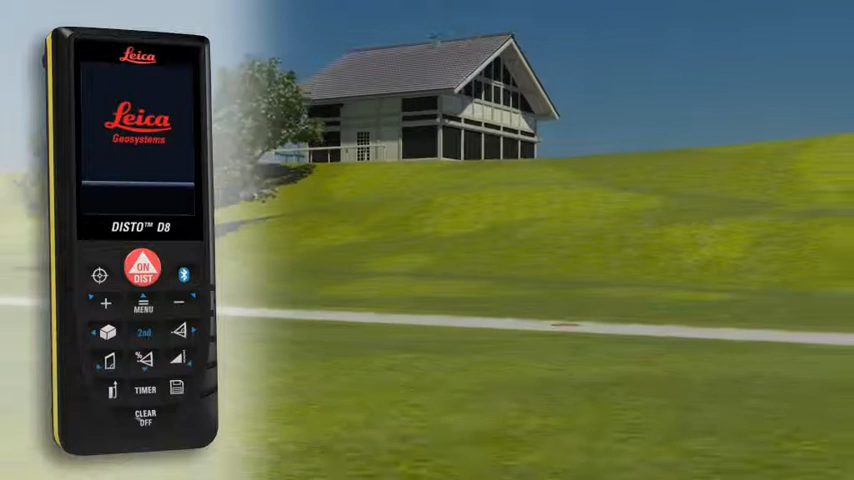 Leica
Leica
Geosystems
DISTO™ D8
ON
DIST
+
MENU
−
2nd
%
TIMER
CLEAR
OFF